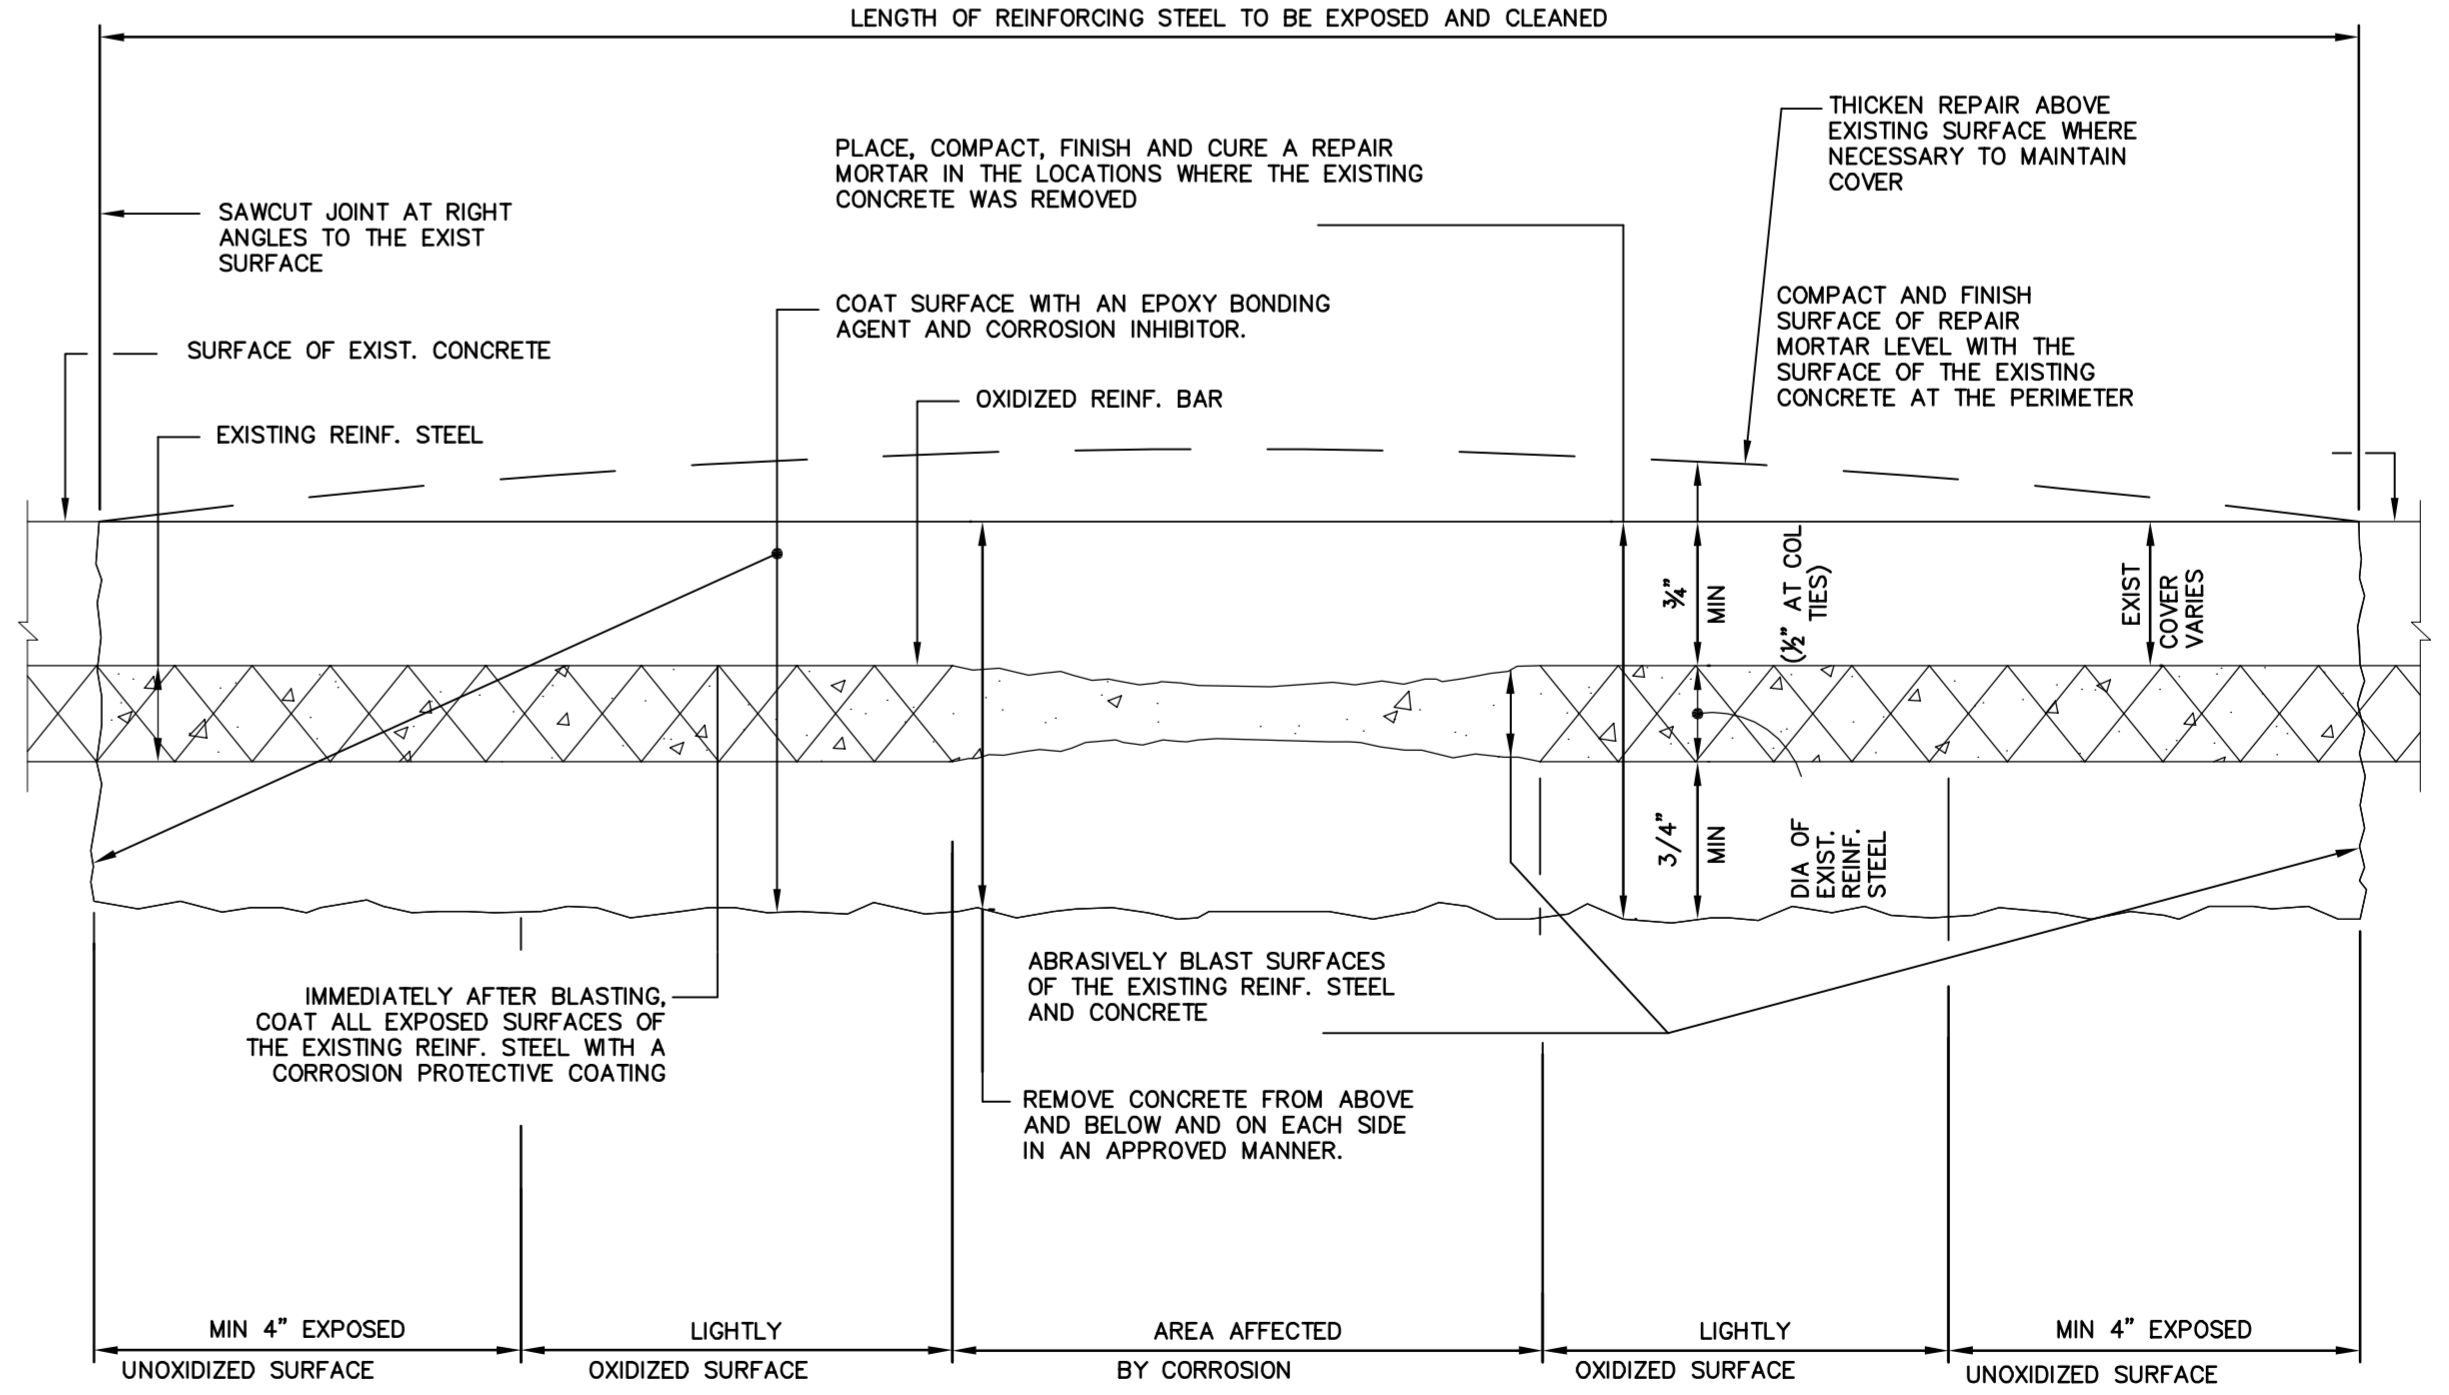 LENGTH OF REINFORCING STEEL TO BE EXPOSED AND CLEANED
THICKEN REPAIR ABOVE
EXISTING SURFACE WHERE
NECESSARY TO MAINTAIN
COVER
PLACE, COMPACT, FINISH AND CURE A REPAIR
MORTAR IN THE LOCATIONS WHERE THE EXISTING
CONCRETE WAS REMOVED
SAWCUT JOINT AT RIGHT
ANGLES TO THE EXIST
SURFACE
COAT SURFACE WITH AN EPOXY BONDING
AGENT AND CORROSION INHIBITOR.
COMPACT AND FINISH
SURFACE OF REPAIR
MORTAR LEVEL WITH THE
SURFACE OF THE EXISTING
CONCRETE AT THE PERIMETER
SURFACE OF EXIST. CONCRETE
OXIDIZED REINF. BAR
EXISTING REINF. STEEL
¾"
MIN
(1½" AT COL
TIES)
EXIST
COVER
VARIES
3/4"
MIN
DIA OF
EXIST.
REINF.
STEEL
IMMEDIATELY AFTER BLASTING,
COAT ALL EXPOSED SURFACES OF
THE EXISTING REINF. STEEL WITH A
CORROSION PROTECTIVE COATING
ABRASIVELY BLAST SURFACES
OF THE EXISTING REINF. STEEL
AND CONCRETE
REMOVE CONCRETE FROM ABOVE
AND BELOW AND ON EACH SIDE
IN AN APPROVED MANNER.
MIN 4" EXPOSED
UNOXIDIZED SURFACE
LIGHTLY
OXIDIZED SURFACE
AREA AFFECTED
BY CORROSION
LIGHTLY
OXIDIZED SURFACE
MIN 4" EXPOSED
UNOXIDIZED SURFACE